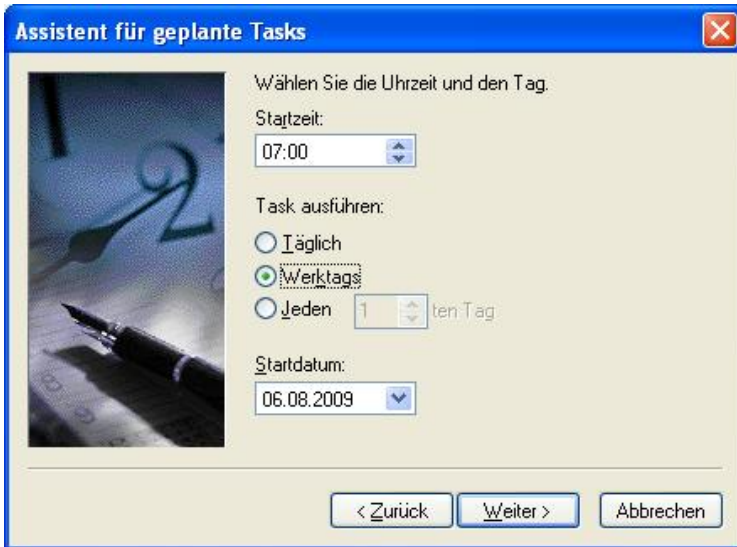 Assistent für geplante Tasks
Wählen Sie die Uhrzeit und den Tag.
Startzeit:
07:00
Task ausführen:
Täglich
Werktags
Jeden 1 ten Tag
Startdatum:
06.08.2009
< Zurück Weiter > Abbrechen